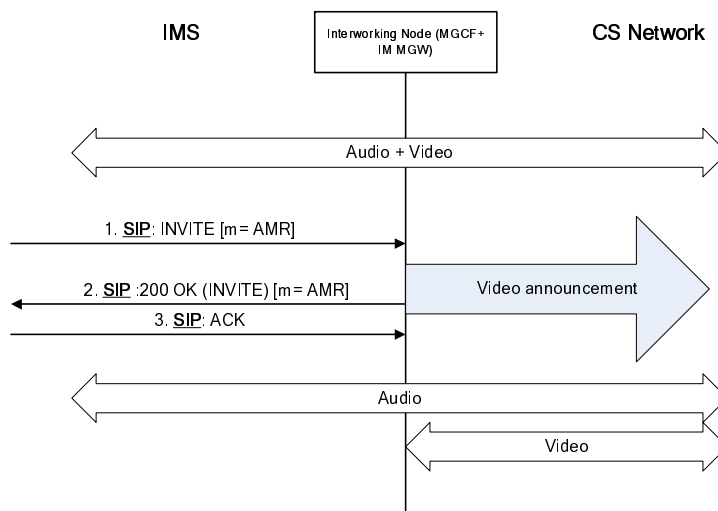 IMS
Interworking Node (MGCF+
IM MGW)
CS Network
Audio + Video
1. SIP: INVITE [m= AMR]
2. SIP :200 OK (INVITE) [m= AMR]
Video announcement
3. SIP: ACK
Audio
Video